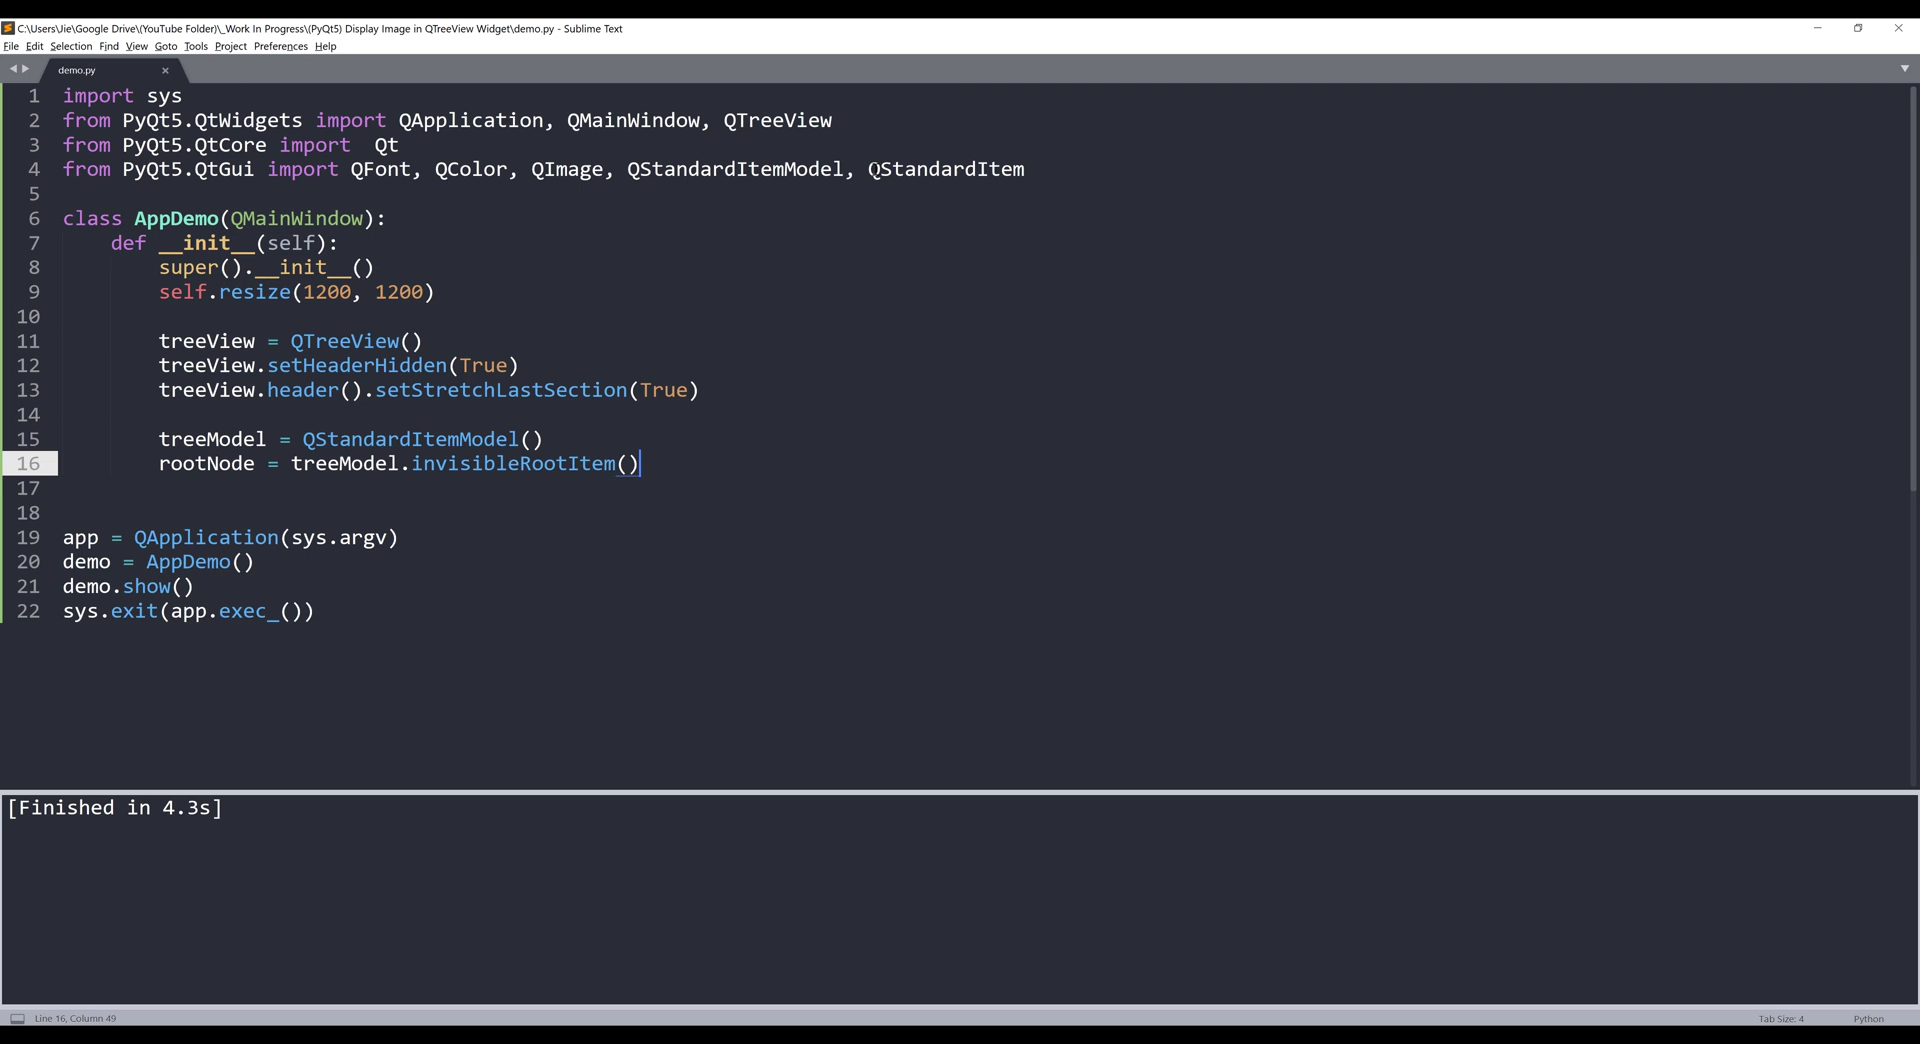 C:\Users\Jie\Google Drive\(YouTube Folder)\_Work In Progress\(PyQt5) Display Image in QTreeView Widget\demo.py - Sublime Text
File Edit Selection Find View Goto Tools Project Preferences Help
demo.py
1 import sys
2 from PyQt5.QtWidgets import QApplication, QMainWindow, QTreeView
3 from PyQt5.QtCore import  Qt
4 from PyQt5.QtGui import QFont, QColor, QImage, QStandardItemModel, QStandardItem
5
6 class AppDemo(QMainWindow):
7     def __init__(self):
8         super().__init__()
9         self.resize(1200, 1200)
10
11         treeView = QTreeView()
12         treeView.setHeaderHidden(True)
13         treeView.header().setStretchLastSection(True)
14
15         treeModel = QStandardItemModel()
16         rootNode = treeModel.invisibleRootItem()
17
18
19 app = QApplication(sys.argv)
20 demo = AppDemo()
21 demo.show()
22 sys.exit(app.exec_())
[Finished in 4.3s]
Line 16, Column 49 Tab Size: 4 Python